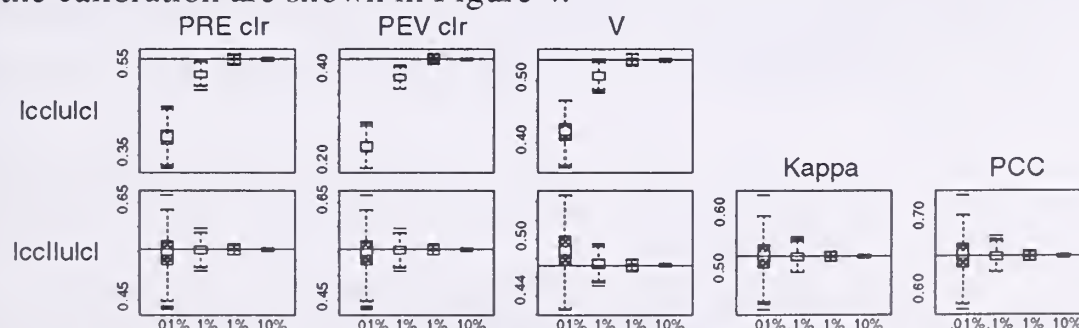 the calibration are shown in Figure 4.
PRE clr PEV clr V
lcclulcl
0.55 0.40 0.50
0.35 0.20 0.40
Kappa PCC
lccllulcl
0.65 0.65 0.50 0.60 0.70
0.45 0.45 0.44 0.50 0.60
.01% .1% 1% 10% .01% .1% 1% 10% .01% .1% 1% 10% .01% .1% 1% 10% .01% .1% 1% 10%